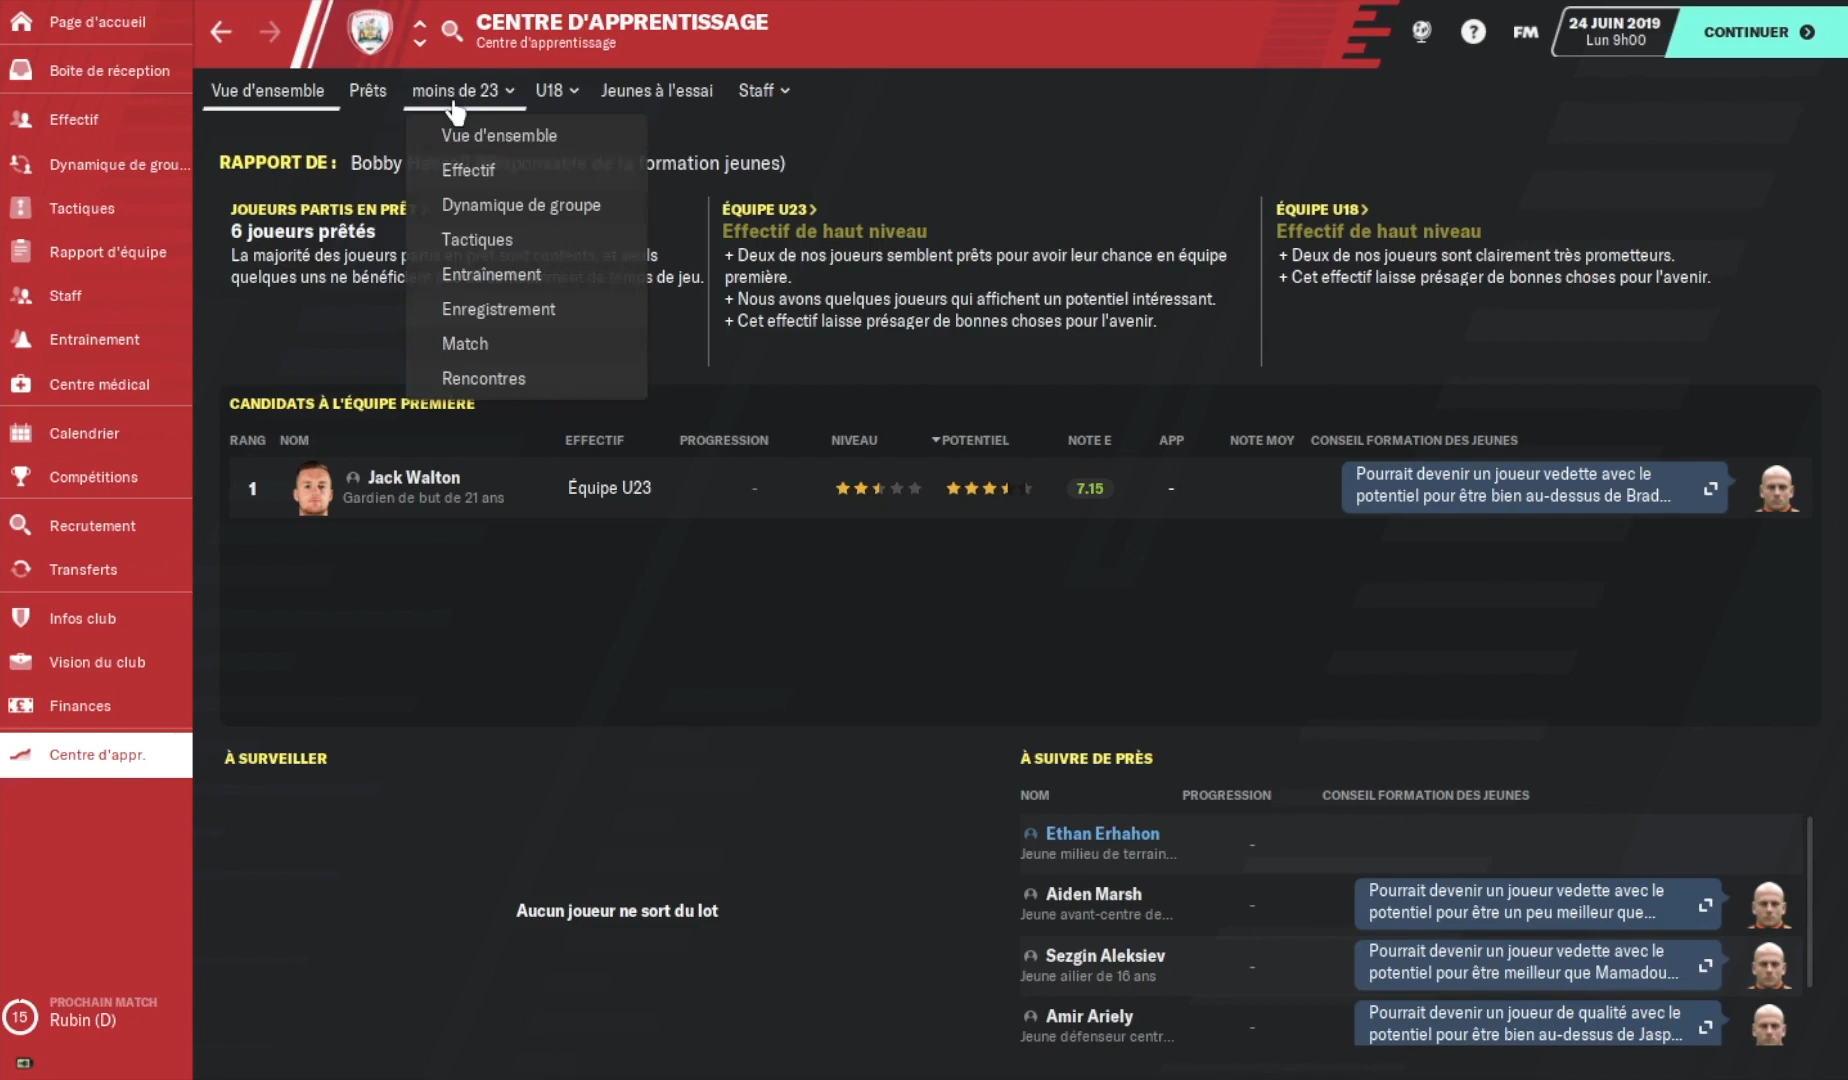 Page d'accueil
Boîte de réception
Effectif
Dynamique de grou...
Tactiques
Rapport d'équipe
Staff
Entraînement
Centre médical
Calendrier
Compétitions
Recrutement
Transferts
Infos club
Vision du club
Finances
Centre d'appr.
15
PROCHAIN MATCH
Rubin (D)
CENTRE D'APPRENTISSAGE
Centre d'apprentissage
?
FM
24 JUIN 2019
Lun 9h00
CONTINUER
Vue d'ensemble Prêts moins de 23 U18 Jeunes à l'essai Staff
Vue d'ensemble
Effectif
Dynamique de groupe
Tactiques
Entraînement
Enregistrement
Match
Rencontres
RAPPORT DE : Bobby formation jeunes)
JOUEURS PARTIS EN PRÊT
6 joueurs prêtés
La majorité des joueurs
quelques uns ne bénéficient de jeu.
ÉQUIPE U23>
Effectif de haut niveau
+ Deux de nos joueurs semblent prêts pour avoir leur chance en équipe
première.
+ Nous avons quelques joueurs qui affichent un potentiel intéressant.
+ Cet effectif laisse présager de bonnes choses pour l'avenir.
ÉQUIPE U18>
Effectif de haut niveau
+ Deux de nos joueurs sont clairement très prometteurs.
+ Cet effectif laisse présager de bonnes choses pour l'avenir.
CANDIDATS À L'ÉQUIPE PREMIÈRE
RANG NOM EFFECTIF PROGRESSION NIVEAU POTENTIEL NOTE E APP NOTE MOY CONSEIL FORMATION DES JEUNES
1 Jack Walton Équipe U23 - 7.15 -
Gardien de but de 21 ans
Pourrait devenir un joueur vedette avec le
potentiel pour être bien au-dessus de Brad...
À SURVEILLER
Aucun joueur ne sort du lot
À SUIVRE DE PRÈS
NOM PROGRESSION CONSEIL FORMATION DES JEUNES
Ethan Erhahon
Jeune milieu de terrain...
-
Aiden Marsh
Jeune avant-centre de...
-
Pourrait devenir un joueur vedette avec le
potentiel pour être un peu meilleur que...
Sezgin Aleksiev
Jeune ailier de 16 ans
-
Pourrait devenir un joueur vedette avec le
potentiel pour être meilleur que Mamadou...
Amir Ariely
Jeune défenseur centr...
-
Pourrait devenir un joueur de qualité avec le
potentiel pour être bien au-dessus de Jasp...